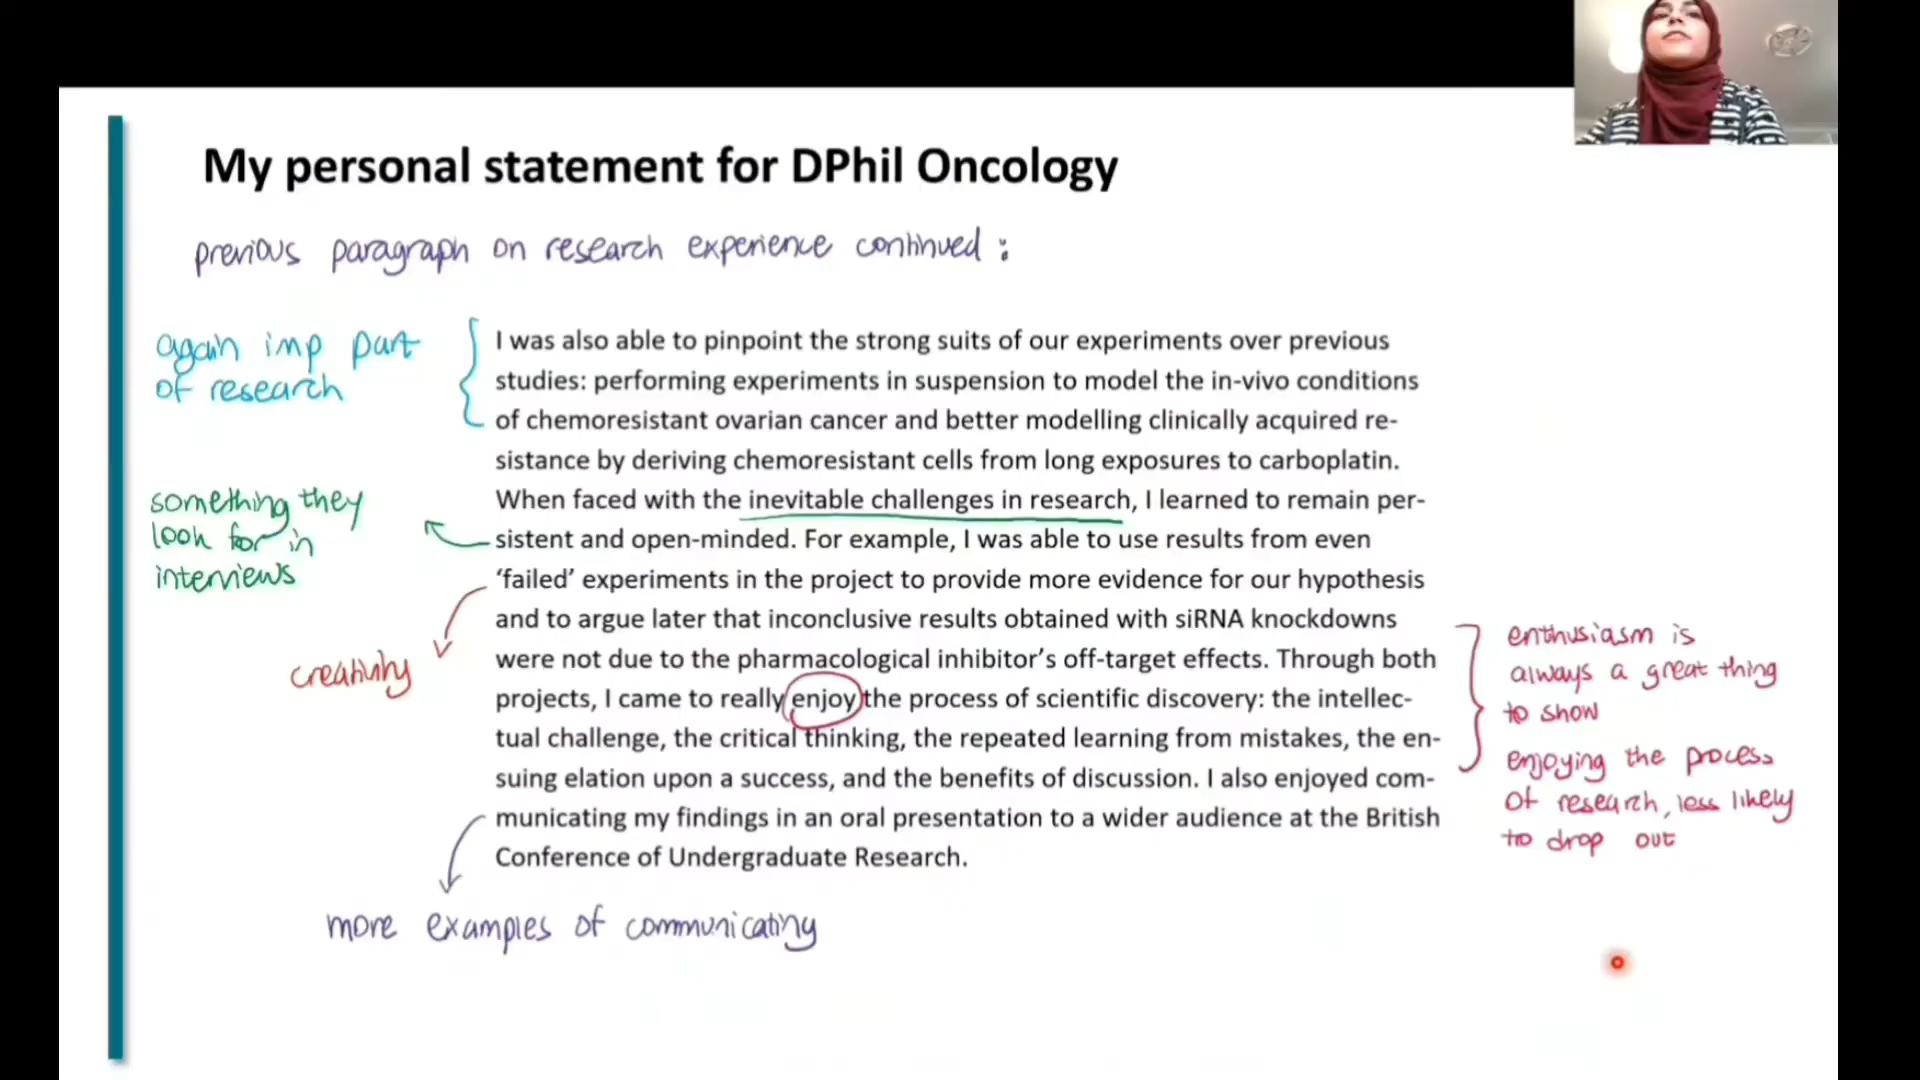 My personal statement for DPhil Oncology
previous paragraph on research experience continued :
again imp part
of research
I was also able to pinpoint the strong suits of our experiments over previous
studies: performing experiments in suspension to model the in-vivo conditions
of chemoresistant ovarian cancer and better modelling clinically acquired re-
sistance by deriving chemoresistant cells from long exposures to carboplatin.
When faced with the inevitable challenges in research, I learned to remain per-
sistent and open-minded. For example, I was able to use results from even
‘failed’ experiments in the project to provide more evidence for our hypothesis
and to argue later that inconclusive results obtained with siRNA knockdowns
were not due to the pharmacological inhibitor’s off-target effects. Through both
projects, I came to really enjoy the process of scientific discovery: the intellec-
tual challenge, the critical thinking, the repeated learning from mistakes, the en-
suing elation upon a success, and the benefits of discussion. I also enjoyed com-
municating my findings in an oral presentation to a wider audience at the British
Conference of Undergraduate Research.
something they
look for in
interviews
creativity
enthusiasm is
always a great thing
to show
enjoying the process
of research, less likely
to drop out
more examples of communicating